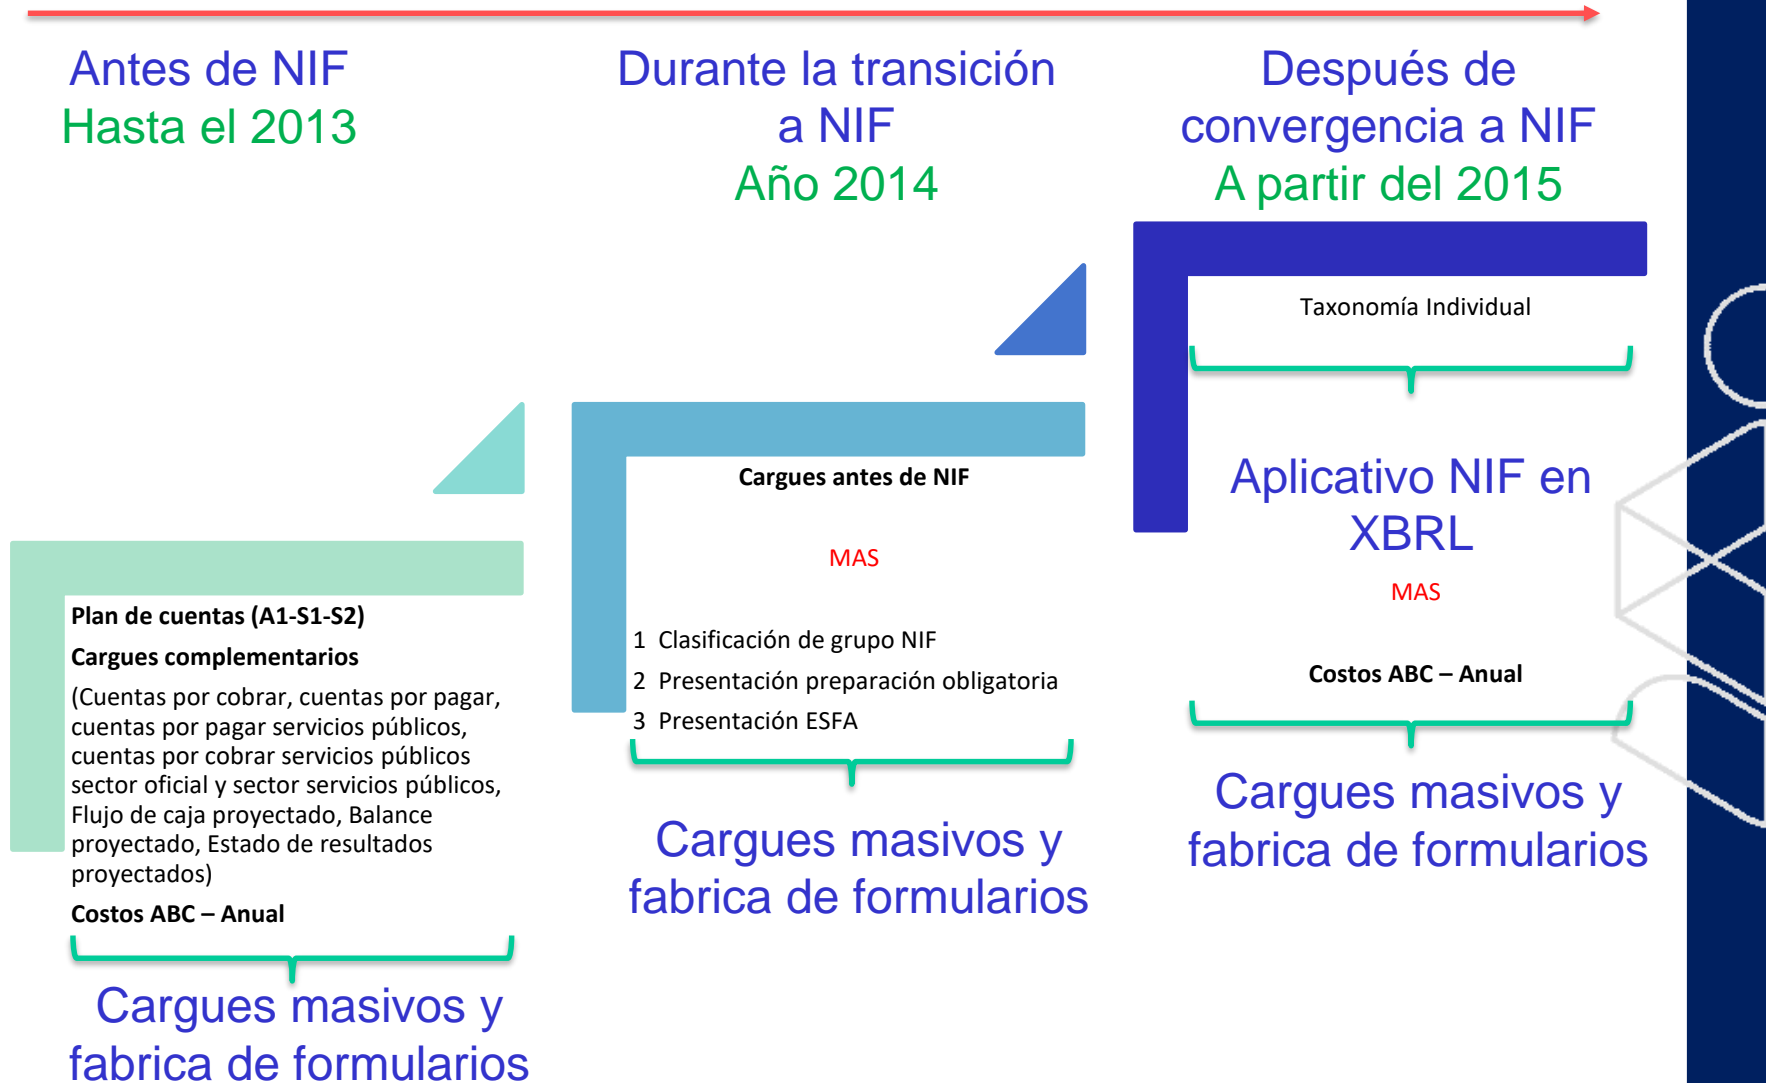 Antes de NIF
Hasta el 2013
Durante la transición
a NIF
Año 2014
Después de
convergencia a NIF
A partir del 2015
Plan de cuentas (A1-S1-S2)
Cargues complementarios
(Cuentas por cobrar, cuentas por pagar,
cuentas por pagar servicios públicos,
cuentas por cobrar servicios públicos
sector oficial y sector servicios públicos,
Flujo de caja proyectado, Balance
proyectado, Estado de resultados
proyectados)
Costos ABC – Anual
Cargues masivos y
fabrica de formularios
Cargues antes de NIF
MAS
1 Clasificación de grupo NIF
2 Presentación preparación obligatoria
3 Presentación ESFA
Cargues masivos y
fabrica de formularios
Taxonomía Individual
Aplicativo NIF en
XBRL
MAS
Costos ABC – Anual
Cargues masivos y
fabrica de formularios